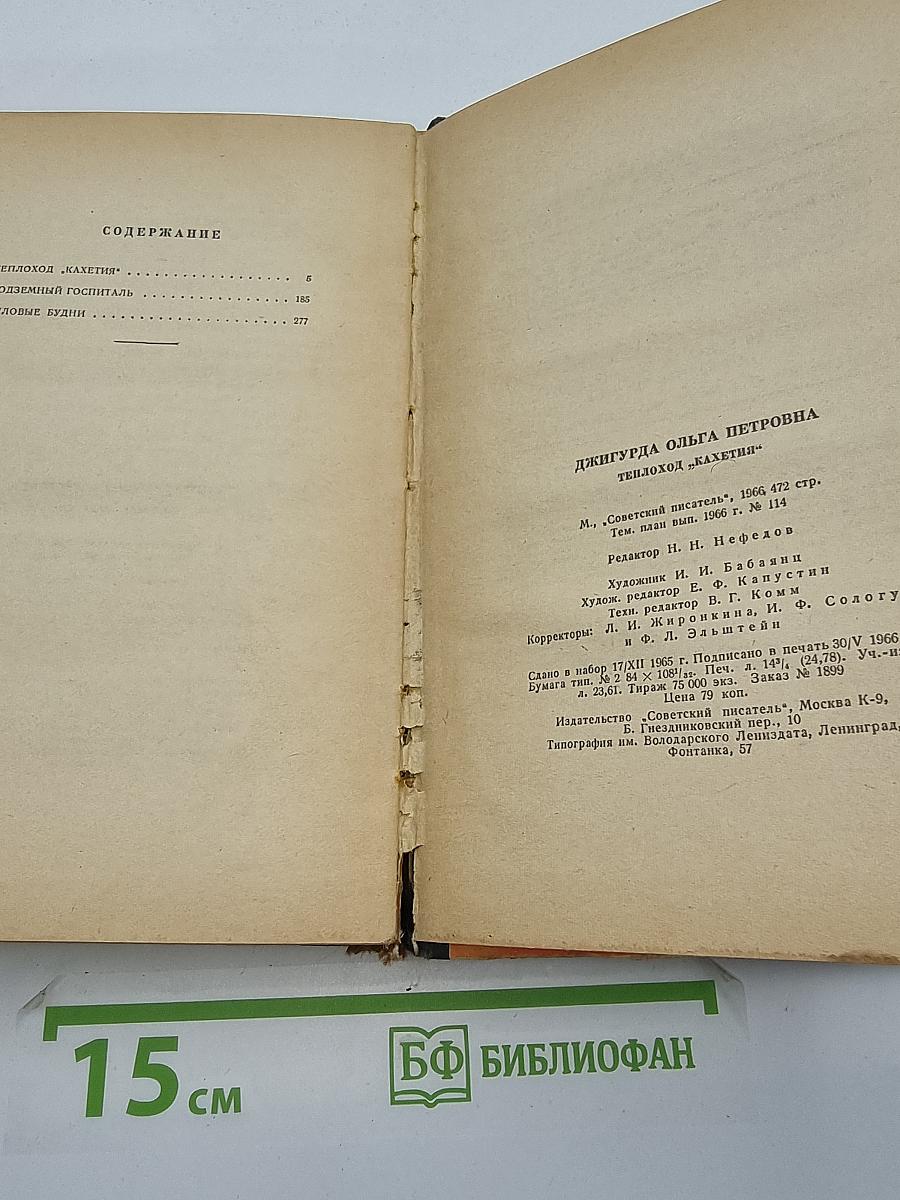 СОДЕРЖАНИЕ
ЕПЛОХОД „КАХЕТИЯ“ . . . . . . . . . . . . . . . . . . 5
ОДЗЕМНЫЙ ГОСПИТАЛЬ . . . . . . . . . . . . . . . . 185
ЛОВЫЕ БУДНИ . . . . . . . . . . . . . . . . . . . . . 277
ДЖИГУРДА ОЛЬГА ПЕТРОВНА
ТЕПЛОХОД „КАХЕТИЯ“
М., „Советский писатель“, 1966, 472 стр.
Тем. план вып. 1966 г. № 114
Редактор Н. Н. Нефедов
Художник И. И. Бабаянц
Худож. редактор Е. Ф. Капустин
Техн. редактор В. Г. Комм
Корректоры: Л. И. Жиронкина, И. Ф. Сологу
и Ф. Л. Эльштейн
Сдано в набор 17/XII 1965 г. Подписано в печать 30/V 1966
Бумага тип. № 2 84 × 108¹/₃₂. Печ. л. 14³/₄ (24,78). Уч.-из
л. 23,61. Тираж 75 000 экз. Заказ № 1899
Цена 79 коп.
Издательство „Советский писатель“, Москва К-9,
Б. Гнездниковский пер., 10
Типография им. Володарского Лениздата, Ленинград,
Фонтанка, 57
15 см
БФ БИБЛИОФАН